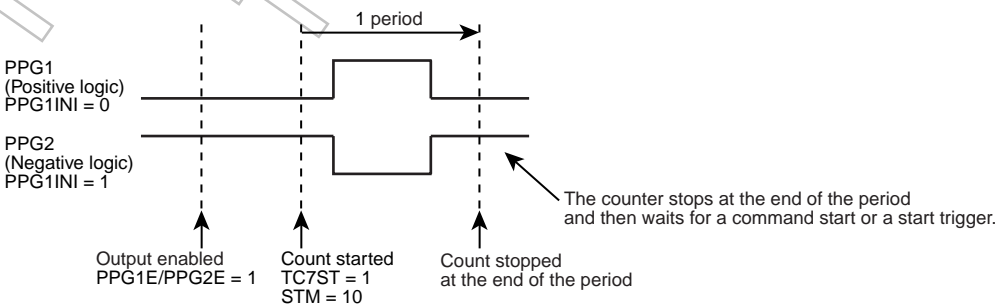 1 period
PPG1
(Positive logic)
PPG1INI = 0
PPG2
(Negative logic)
PPG1INI = 1
The counter stops at the end of the period
and then waits for a command start or a start trigger.
Output enabled
PPG1E/PPG2E = 1
Count started
TC7ST = 1
STM = 10
Count stopped
at the end of the period